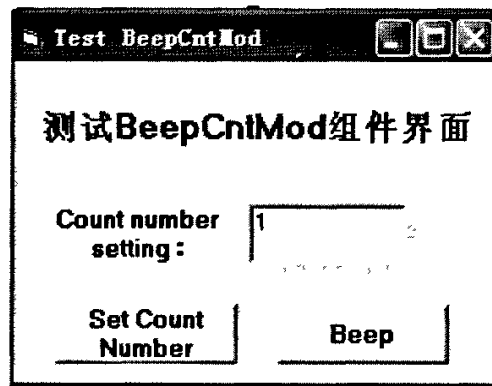 Test BeepCntMod
测试BeepCntMod组件界面
Count number
setting：
1
Set Count
Number
Beep